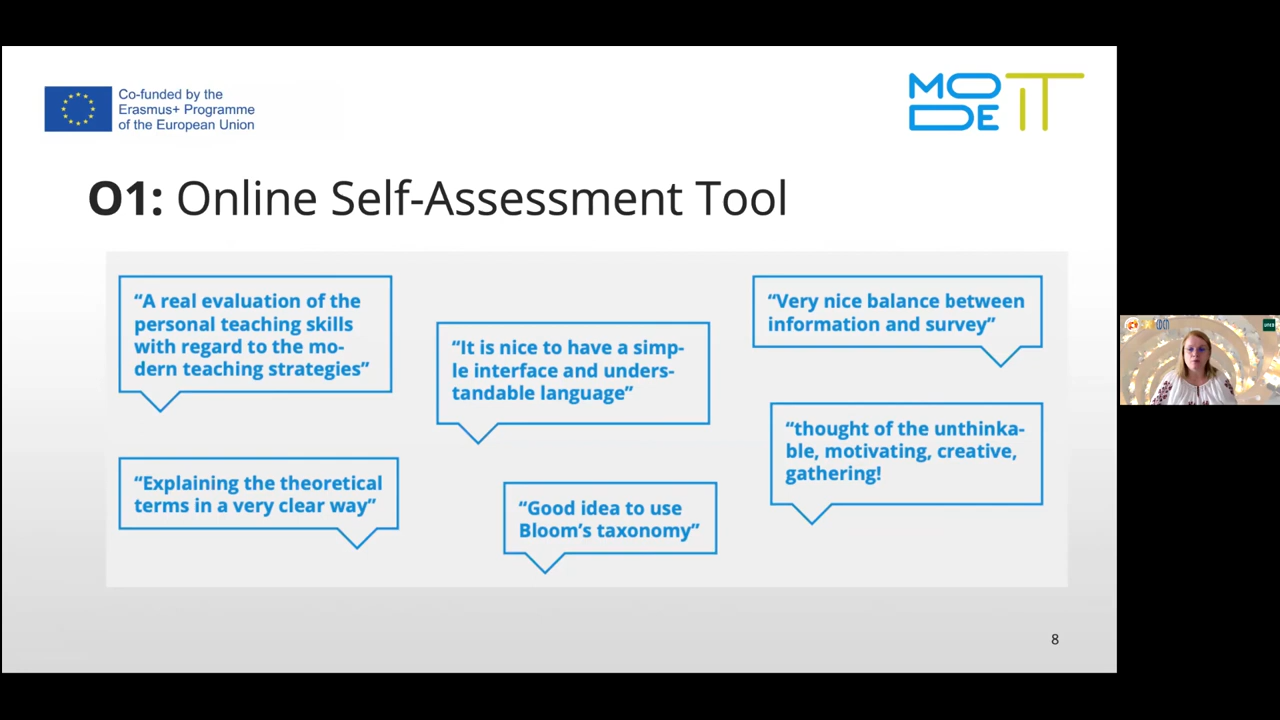 Co-funded by the
Erasmus+ Programme
of the European Union
MO
DE IT
O1: Online Self-Assessment Tool
“A real evaluation of the
personal teaching skills
with regard to the mo-
dern teaching strategies”
“It is nice to have a simp-
le interface and unders-
tandable language”
“Very nice balance between
information and survey”
“thought of the unthinka-
ble, motivating, creative,
gathering!
“Explaining the theoretical
terms in a very clear way”
“Good idea to use
Bloom’s taxonomy”
8